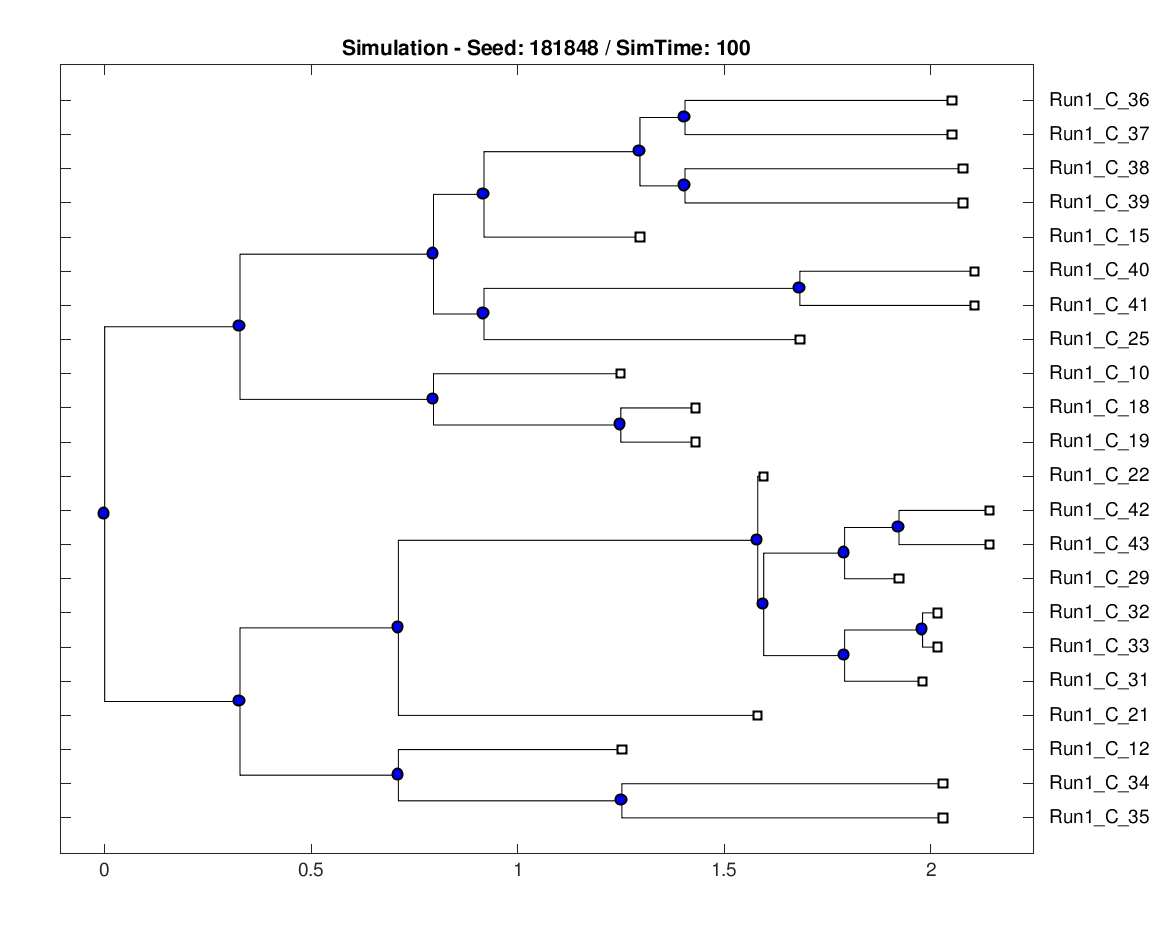 Simulation - Seed: 181848 / SimTime: 100
Run1_C_36
Run1_C_37
Run1_C_38
Run1_C_39
Run1_C_15
Run1_C_40
Run1_C_41
Run1_C_25
Run1_C_10
Run1_C_18
Run1_C_19
Run1_C_22
Run1_C_42
Run1_C_43
Run1_C_29
Run1_C_32
Run1_C_33
Run1_C_31
Run1_C_21
Run1_C_12
Run1_C_34
Run1_C_35
0 0.5 1 1.5 2